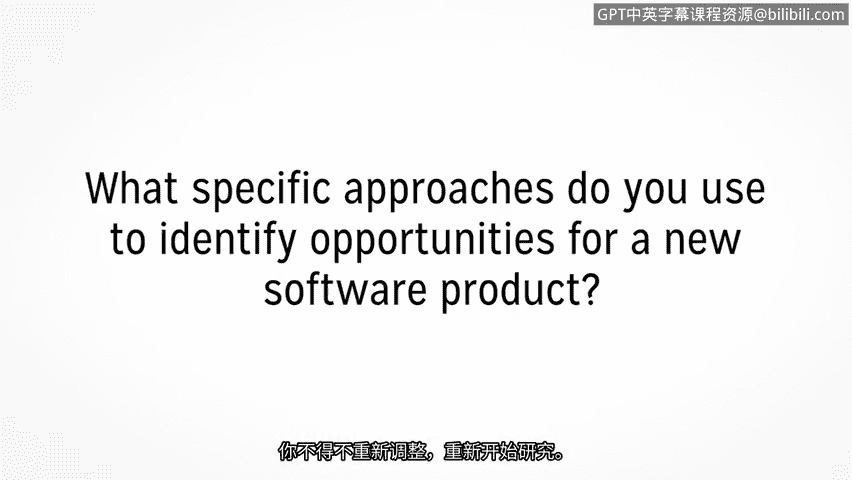 GPT中英字幕课程资源@bilibili.com
What specific approaches do you use
to identify opportunities for a new
software product?
你不得不重新调整，重新开始研究。